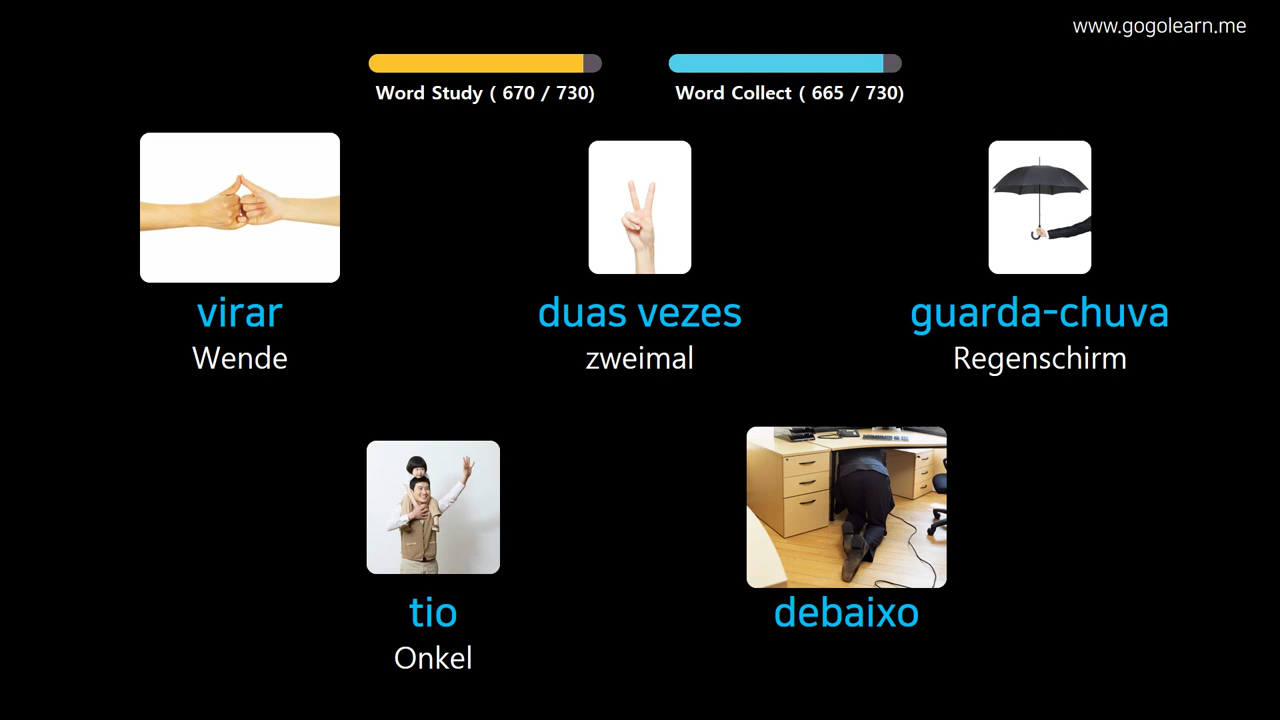 www.gogolearn.me
Word Study ( 670 / 730)
Word Collect ( 665 / 730)
virar
Wende
duas vezes
zweimal
guarda-chuva
Regenschirm
tio
Onkel
debaixo